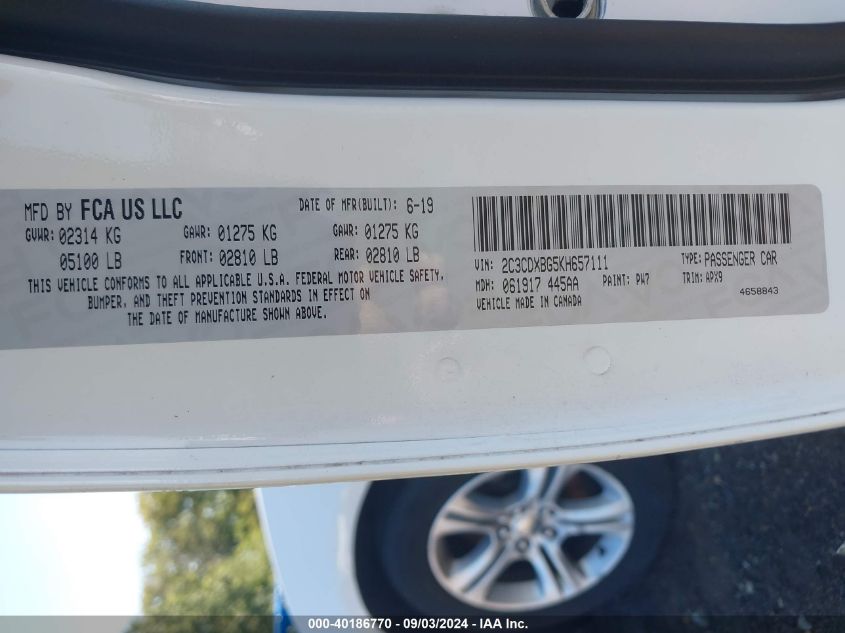 MFD BY FCA US LLC
DATE OF MFR(BUILT): 6-19
GVWR: 02314 KG GAWR: 01275 KG GAWR: 01275 KG
05100 LB FRONT: 02810 LB REAR: 02810 LB
THIS VEHICLE CONFORMS TO ALL APPLICABLE U.S.A. FEDERAL MOTOR VEHICLE SAFETY,
BUMPER, AND THEFT PREVENTION STANDARDS IN EFFECT ON
THE DATE OF MANUFACTURE SHOWN ABOVE.
VIN: 2C3CDXBG5KH657111 TYPE: PASSENGER CAR
MDH: 061917 445AA PAINT: PW7 TRIM: APX9
VEHICLE MADE IN CANADA 4658843
000-40186770 - 09/03/2024 - IAA Inc.